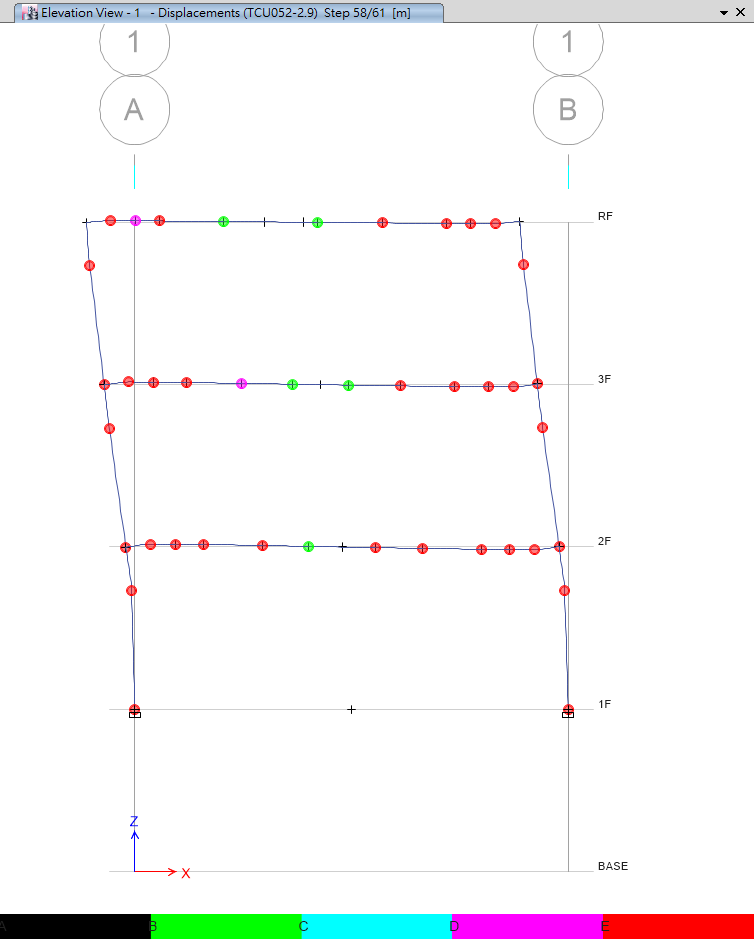 Elevation View - 1 - Displacements (TCU052-2.9) Step 58/61 [m]
1 1
A B
RF
3F
2F
1F
Z
X
BASE
A B C D E